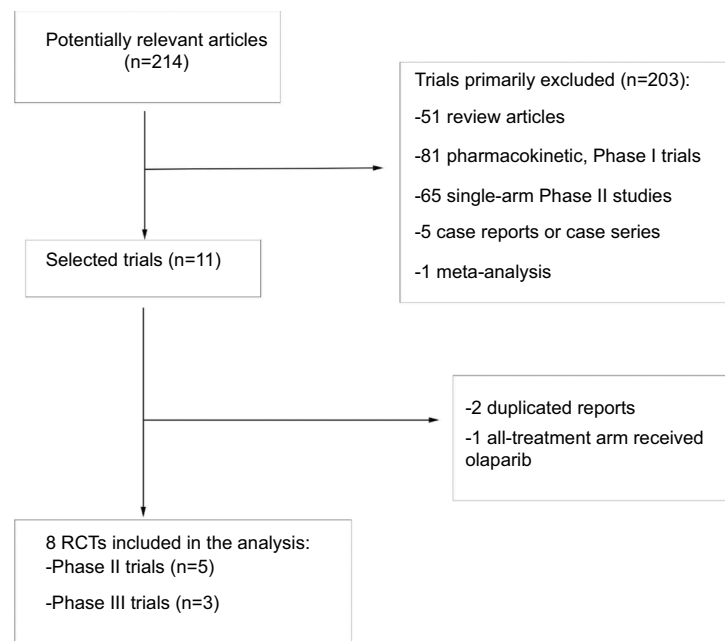 Potentially relevant articles
(n=214)
Trials primarily excluded (n=203):
-51 review articles
-81 pharmacokinetic, Phase I trials
-65 single-arm Phase II studies
-5 case reports or case series
-1 meta-analysis
Selected trials (n=11)
-2 duplicated reports
-1 all-treatment arm received
olaparib
8 RCTs included in the analysis:
-Phase II trials (n=5)
-Phase III trials (n=3)